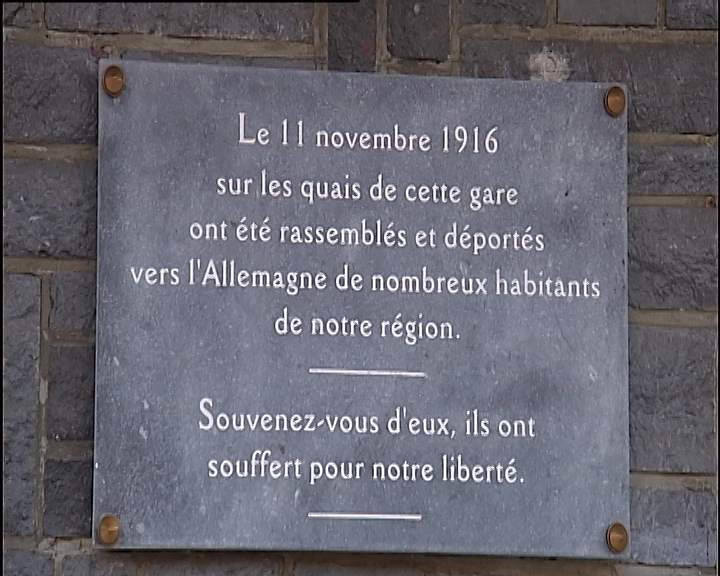 Le 11 novembre 1916
sur les quais de cette gare
ont été rassemblés et déportés
vers l'Allemagne de nombreux habitants
de notre région.
Souvenez-vous d'eux, ils ont
souffert pour notre liberté.